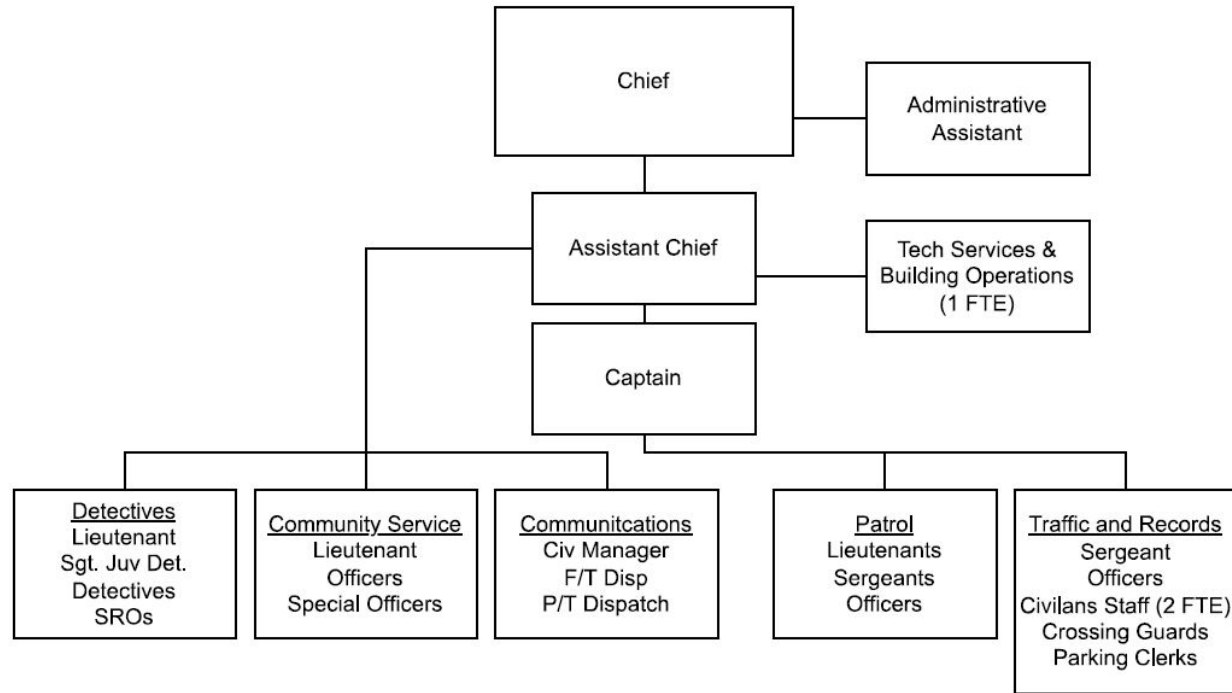 Chief
Administrative
Assistant
Assistant Chief
Tech Services &
Building Operations
(1 FTE)
Captain
Detectives
Lieutenant
Sgt. Juv Det.
Detectives
SROs
Community Service
Lieutenant
Officers
Special Officers
Communitcations
Civ Manager
F/T Disp
P/T Dispatch
Patrol
Lieutenants
Sergeants
Officers
Traffic and Records
Sergeant
Officers
Civilans Staff (2 FTE)
Crossing Guards
Parking Clerks